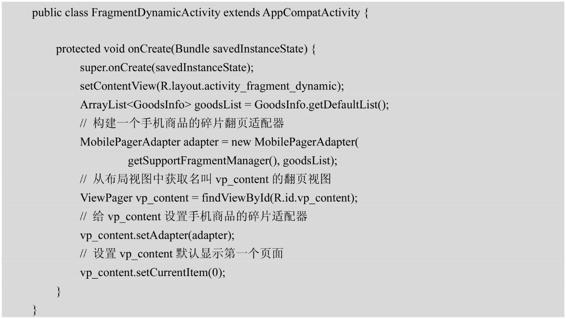 public class FragmentDynamicActivity extends AppCompatActivity {
protected void onCreate(Bundle savedInstanceState) {
super.onCreate(savedInstanceState);
setContentView(R.layout.activity_fragment_dynamic);
ArrayList<GoodsInfo> goodsList = GoodsInfo.getDefaultList();
// 构建一个手机商品的碎片翻页适配器
MobilePagerAdapter adapter = new MobilePagerAdapter(
getSupportFragmentManager(), goodsList);
// 从布局视图中获取名叫 vp_content 的翻页视图
ViewPager vp_content = findViewById(R.id.vp_content);
// 给 vp_content 设置手机商品的碎片适配器
vp_content.setAdapter(adapter);
// 设置 vp_content 默认显示第一个页面
vp_content.setCurrentItem(0);
}
}